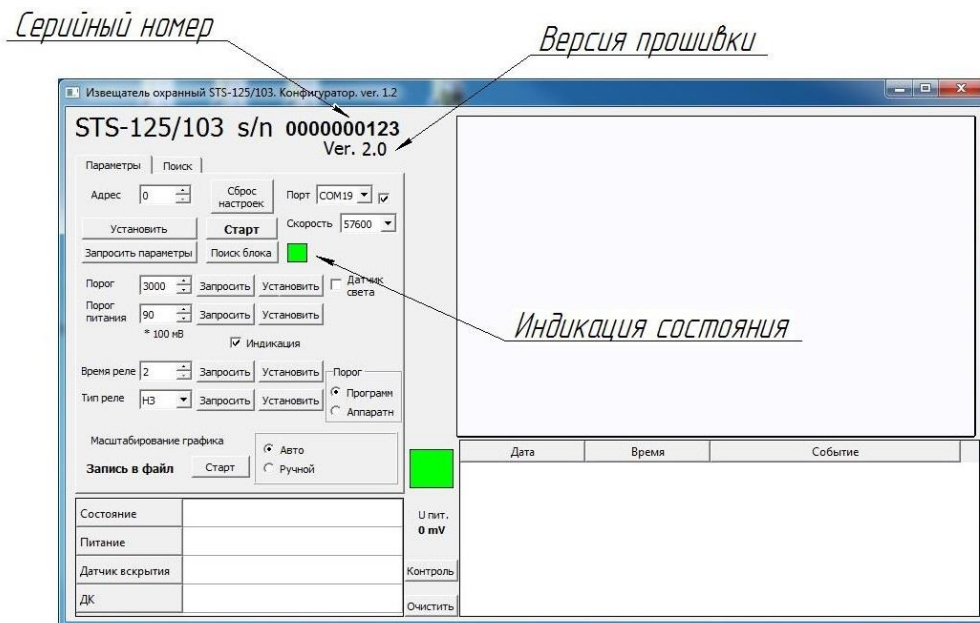 Серийный номер
Версия прошивки
Извещатель охранный STS-125/103. Конфигуратор. ver. 1.2
STS-125/103 s/n 0000000123
Ver. 2.0
Параметры Поиск
Адрес 0 Сброс настроек Порт COM19
Установить Старт Скорость 57600
Запросить параметры Поиск блока
Порог 3000 Запросить Установить Датчик света
Порог питания 90 Запросить Установить
* 100 мВ
Индикация
Индикация состояния
Время реле 2 Запросить Установить Порог
Программ
Тип реле НЗ Запросить Установить
Аппаратн
Масштабирование графика
Авто
Запись в файл Старт Ручной
Дата Время Событие
Состояние
Питание
Датчик вскрытия
ДК
U пит.
0 mV
Контроль
Очистить